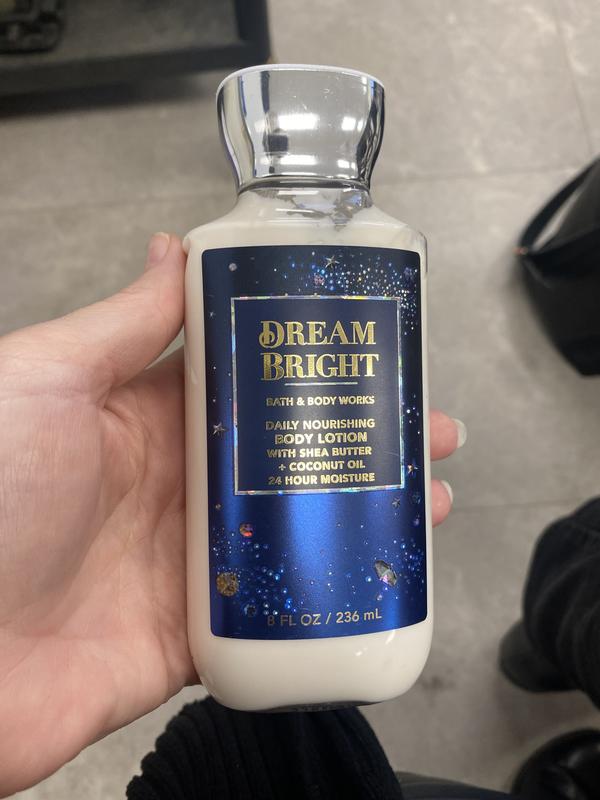 DREAM
BRIGHT
BATH & BODY WORKS
DAILY NOURISHING
BODY LOTION
WITH SHEA BUTTER
+ COCONUT OIL
24 HOUR MOISTURE
8 FL OZ / 236 mL